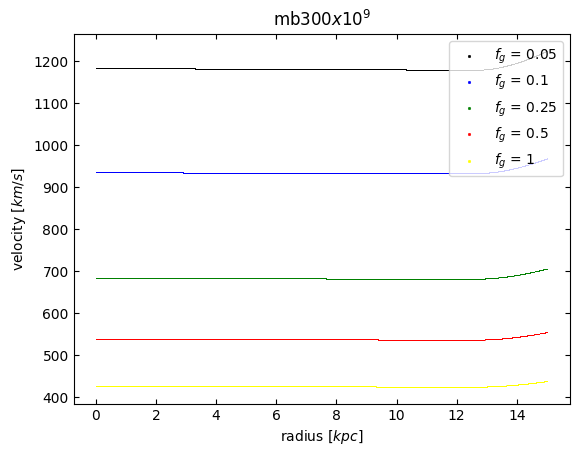 mb300x10⁹
f_g = 0.05
f_g = 0.1
f_g = 0.25
f_g = 0.5
f_g = 1
velocity [km/s]
1200
1100
1000
900
800
700
600
500
400
0 2 4 6 8 10 12 14
radius [kpc]